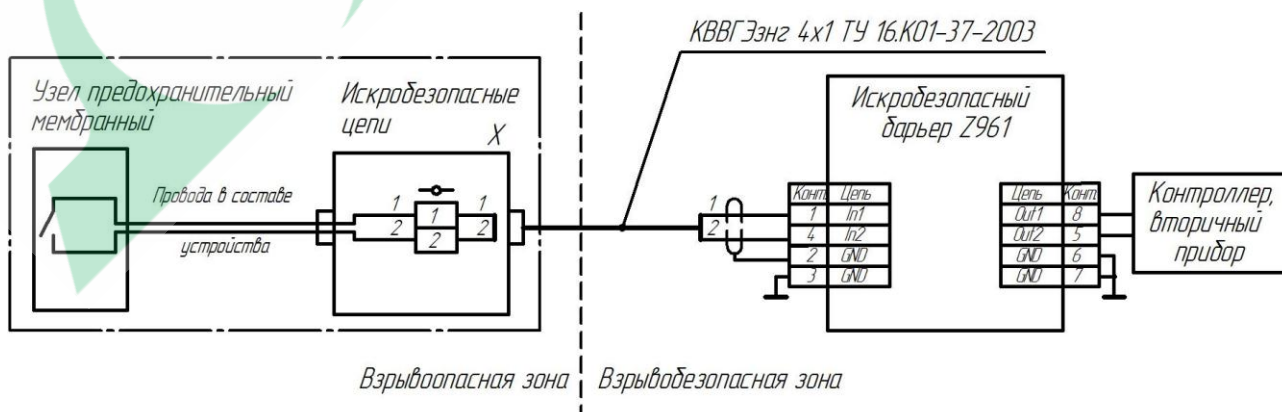 КВВГЭзнг 4х1 ТУ 16.К01-37-2003
Узел предохранительный
мембранный
Искробезопасные
цепи
X
Провода в составе
устройства
1
2
1
2
1
2
1
2
Искробезопасный
барьер Z961
Конт.
Цепь
1
In1
4
In2
2
GND
3
GND
Цепь
Конт.
Out1
8
Out2
5
GND
6
GND
7
Контроллер,
вторичный
прибор
Взрывоопасная зона
Взрывобезопасная зона